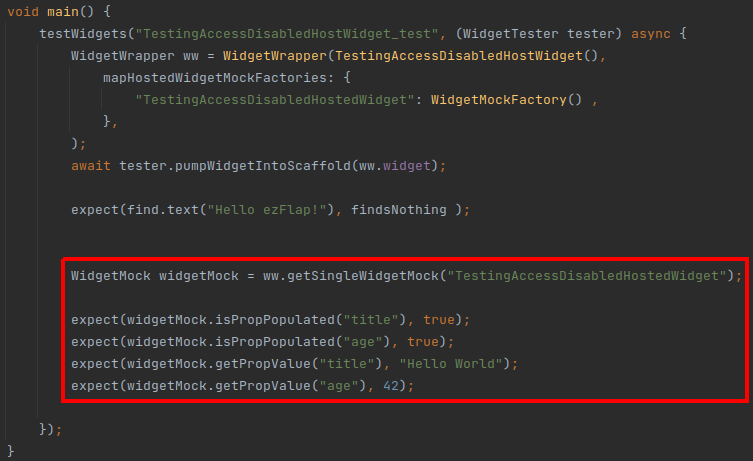 void main() {
testWidgets("TestingAccessDisabledHostWidget_test", (WidgetTester tester) async {
WidgetWrapper ww = WidgetWrapper(TestingAccessDisabledHostWidget(),
mapHostedWidgetMockFactories: {
"TestingAccessDisabledHostedWidget": WidgetMockFactory() ,
},
);
await tester.pumpWidgetIntoScaffold(ww.widget);
expect(find.text("Hello ezFlap!"), findsNothing );
WidgetMock widgetMock = ww.getSingleWidgetMock("TestingAccessDisabledHostedWidget");
expect(widgetMock.isPropPopulated("title"), true);
expect(widgetMock.isPropPopulated("age"), true);
expect(widgetMock.getPropValue("title"), "Hello World");
expect(widgetMock.getPropValue("age"), 42);
});
}